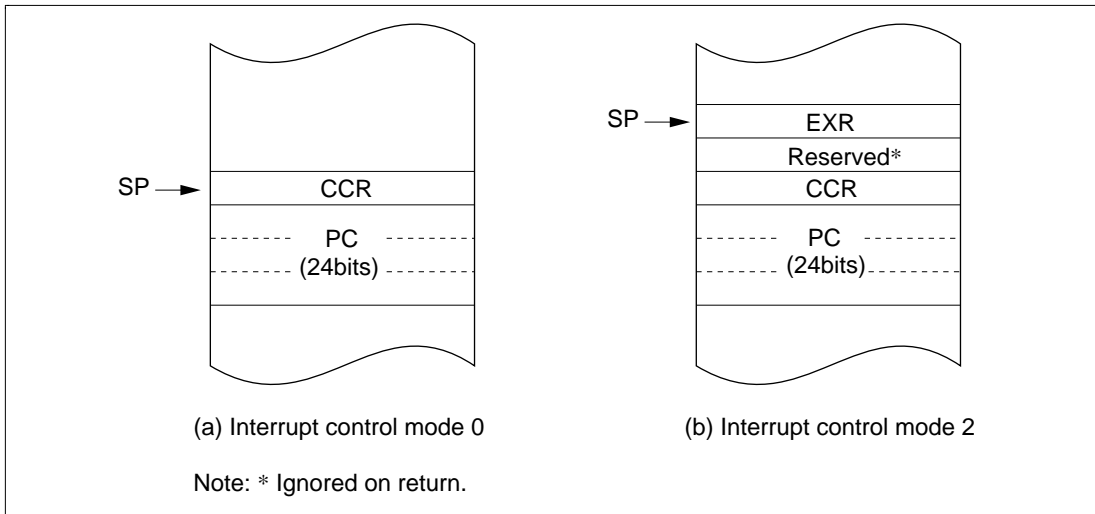 SP
CCR
PC
(24bits)
(a) Interrupt control mode 0
SP
EXR
Reserved*
CCR
PC
(24bits)
(b) Interrupt control mode 2
Note: * Ignored on return.